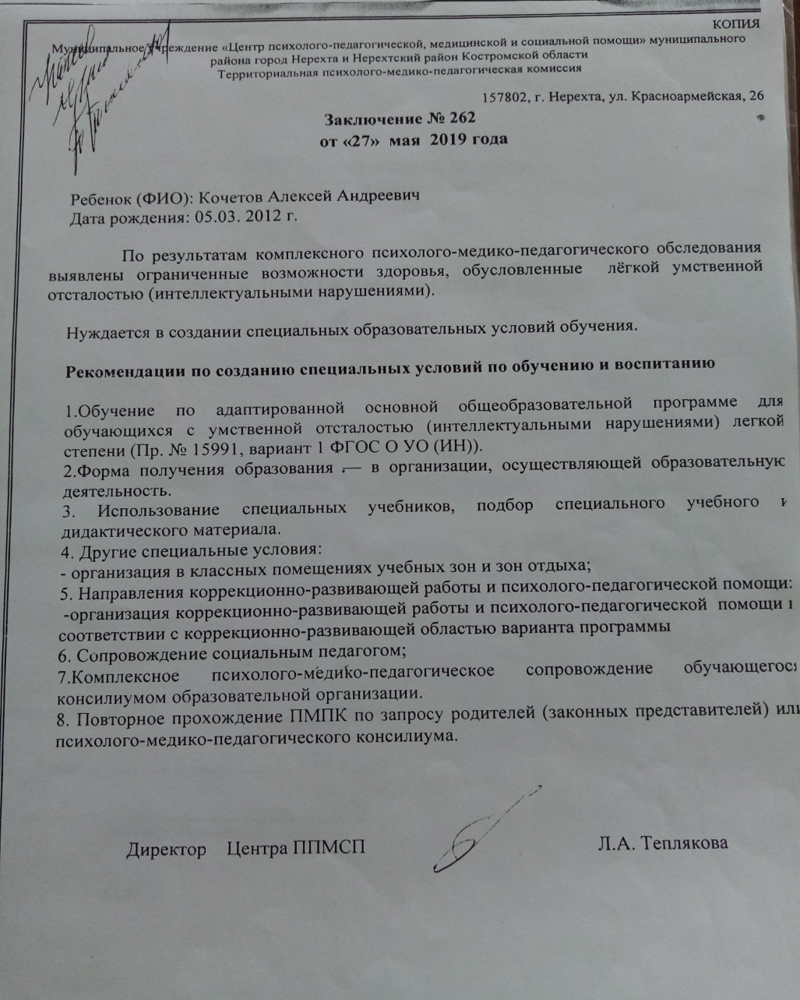 КОПИЯ
Муниципальное учреждение «Центр психолого-педагогической, медицинской и социальной помощи» муниципального
района город Нерехта и Нерехтский район Костромской области
Территориальная психолого-медико-педагогическая комиссия
157802, г. Нерехта, ул. Красноармейская, 26
Заключение № 262
от «27» мая 2019 года
Ребенок (ФИО): Кочетов Алексей Андреевич
Дата рождения: 05.03. 2012 г.
По результатам комплексного психолого-медико-педагогического обследования
выявлены ограниченные возможности здоровья, обусловленные лёгкой умственной
отсталостью (интеллектуальными нарушениями).
Нуждается в создании специальных образовательных условий обучения.
Рекомендации по созданию специальных условий по обучению и воспитанию
1.Обучение по адаптированной основной общеобразовательной программе для
обучающихся с умственной отсталостью (интеллектуальными нарушениями) легкой
степени (Пр. № 15991, вариант 1 ФГОС О УО (ИН)).
2.Форма получения образования — в организации, осуществляющей образовательную
деятельность.
3. Использование специальных учебников, подбор специального учебного и
дидактического материала.
4. Другие специальные условия:
- организация в классных помещениях учебных зон и зон отдыха;
5. Направления коррекционно-развивающей работы и психолого-педагогической помощи:
-организация коррекционно-развивающей работы и психолого-педагогической помощи в
соответствии с коррекционно-развивающей областью варианта программы
6. Сопровождение социальным педагогом;
7.Комплексное психолого-медико-педагогическое сопровождение обучающегося
консилиумом образовательной организации.
8. Повторное прохождение ПМПК по запросу родителей (законных представителей) или
психолого-медико-педагогического консилиума.
Директор Центра ППМСП Л.А. Теплякова